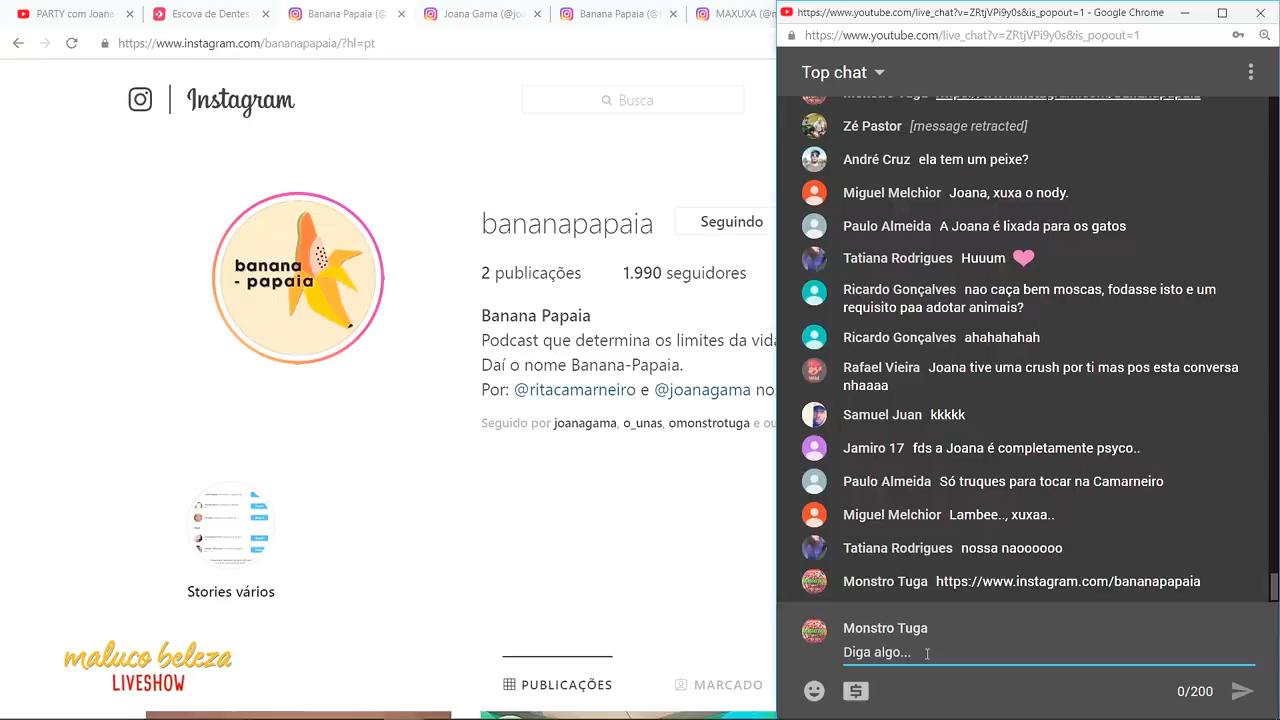 PARTY com Joane
Escova de Dentes
Banana Papaia (@
Joana Gama (@jo
Banana Papaia (@
MAXUXA (@n
https://www.youtube.com/live_chat?v=ZRtjVPi9y0s&is_popout=1 - Google Chrome
https://www.instagram.com/bananapapaia/?hl=pt
https://www.youtube.com/live_chat?v=ZRtjVPi9y0s&is_popout=1
Instagram
Busca
banana
- papaia
bananapapaia Seguindo
2 publicações 1.990 seguidores
Banana Papaia
Podcast que determina os limites da vida
Daí o nome Banana-Papaia.
Por: @ritacamarneiro e @joanagama no
Seguido por joanagama, o_unas, omonstrotuga e ou
Stories vários
maluco beleza
LIVESHOW
PUBLICAÇÕES
MARCADO
Top chat
Monstro Tuga https://www.instagram.com/bananapapaia
Zé Pastor [message retracted]
André Cruz ela tem um peixe?
Miguel Melchior Joana, xuxa o nody.
Paulo Almeida A Joana é lixada para os gatos
Tatiana Rodrigues Huuum
Ricardo Gonçalves nao caça bem moscas, fodasse isto e um
requisito paa adotar animais?
Ricardo Gonçalves ahahahahah
Rafael Vieira Joana tive uma crush por ti mas pos esta conversa
nhaaaa
Samuel Juan kkkkk
Jamiro 17 fds a Joana é completamente psyco..
Paulo Almeida Só truques para tocar na Camarneiro
Miguel Melchior Lambee.., xuxaa..
Tatiana Rodrigues nossa naoooooo
Monstro Tuga https://www.instagram.com/bananapapaia
Monstro Tuga
Diga algo...
0/200